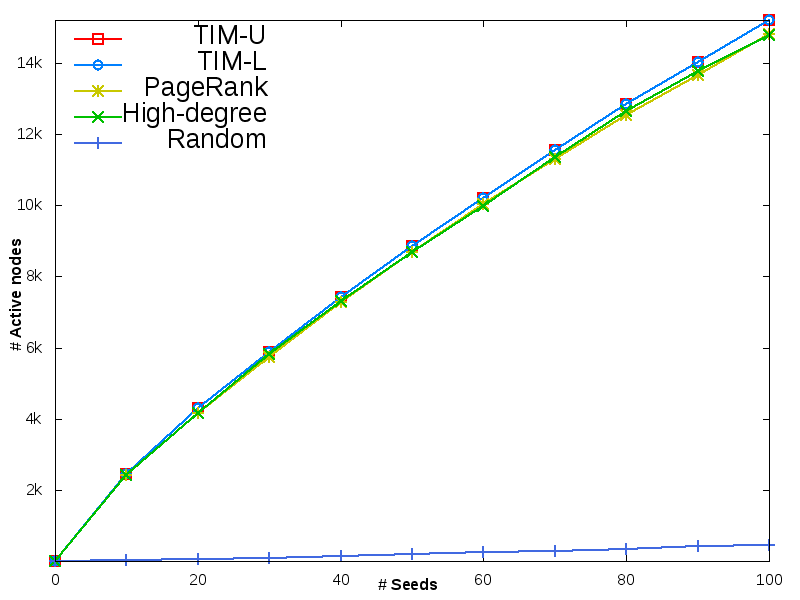 TIM-U
TIM-L
PageRank
High-degree
Random
14k
12k
10k
8k
6k
4k
2k
# Active nodes
0
20
40
60
80
100
# Seeds